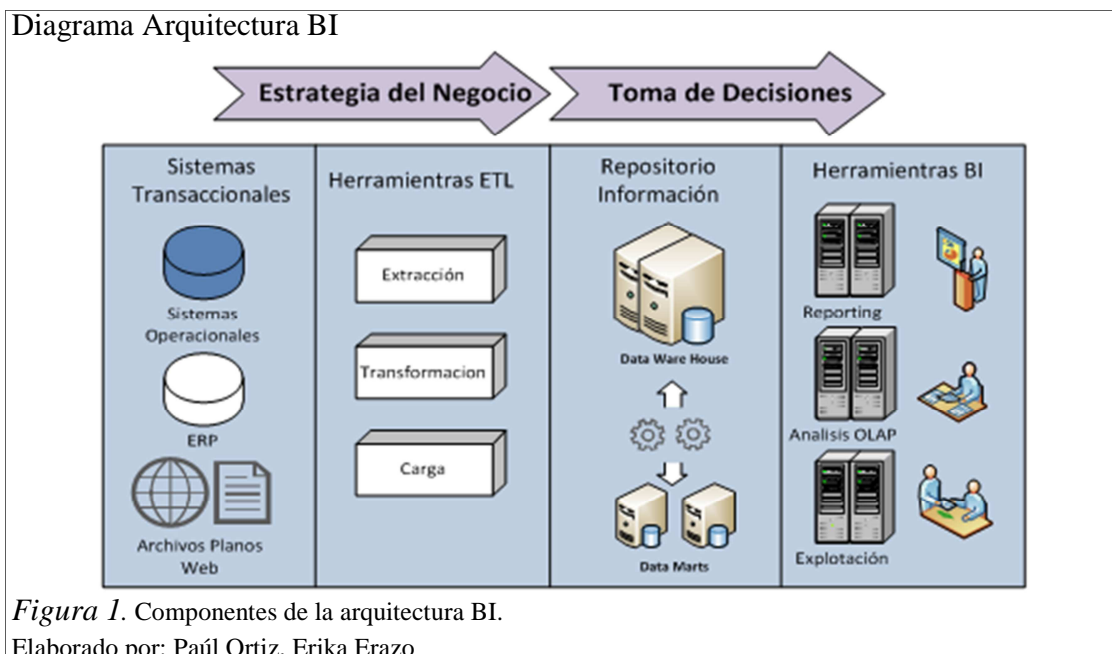 Diagrama Arquitectura BI
Estrategia del Negocio
Toma de Decisiones
Sistemas
Transaccionales
Sistemas
Operacionales
ERP
Archivos Planos
Web
Herramientras ETL
Extracción
Transformacion
Carga
Repositorio
Información
Data Ware House
Data Marts
Herramientras BI
Reporting
Analisis OLAP
Explotación
Figura 1. Componentes de la arquitectura BI.
Elaborado por: Paúl Ortiz, Erika Erazo